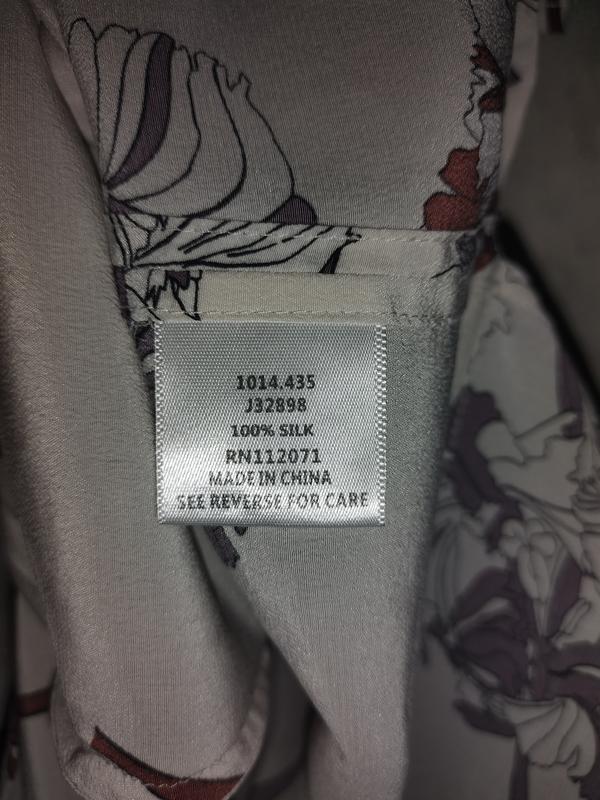 1014.435
J32898
100% SILK
RN112071
MADE IN CHINA
SEE REVERSE FOR CARE